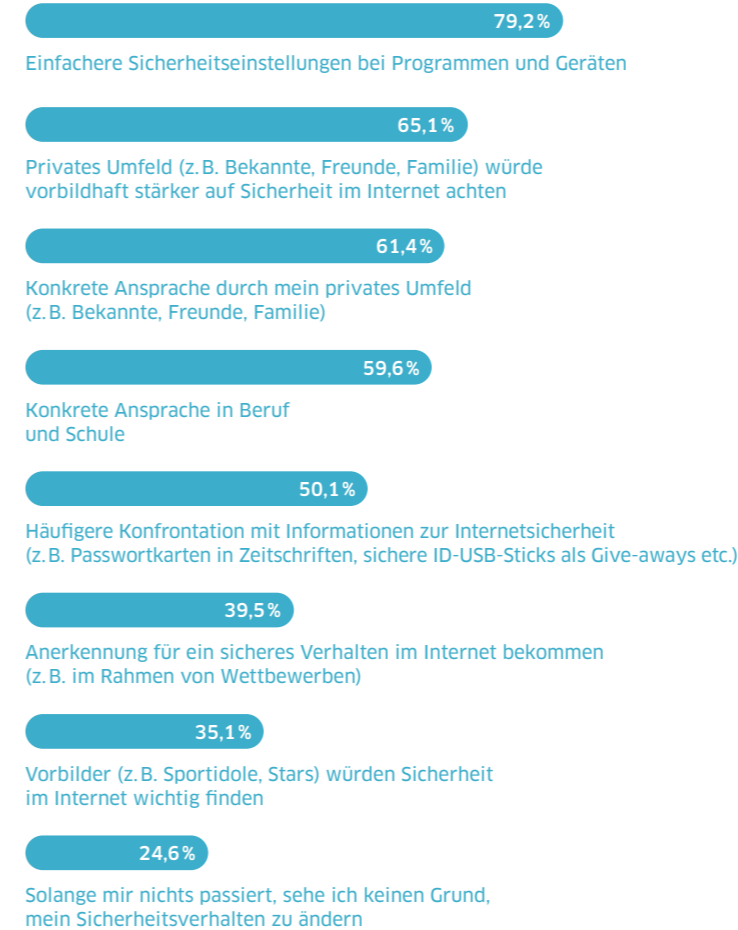 79,2 %
Einfachere Sicherheitseinstellungen bei Programmen und Geräten
65,1 %
Privates Umfeld (z. B. Bekannte, Freunde, Familie) würde
vorbildhaft stärker auf Sicherheit im Internet achten
61,4 %
Konkrete Ansprache durch mein privates Umfeld
(z. B. Bekannte, Freunde, Familie)
59,6 %
Konkrete Ansprache in Beruf
und Schule
50,1 %
Häufigere Konfrontation mit Informationen zur Internetsicherheit
(z. B. Passwortkarten in Zeitschriften, sichere ID-USB-Sticks als Give-aways etc.)
39,5 %
Anerkennung für ein sicheres Verhalten im Internet bekommen
(z. B. im Rahmen von Wettbewerben)
35,1 %
Vorbilder (z. B. Sportidole, Stars) würden Sicherheit
im Internet wichtig finden
24,6 %
Solange mir nichts passiert, sehe ich keinen Grund,
mein Sicherheitsverhalten zu ändern